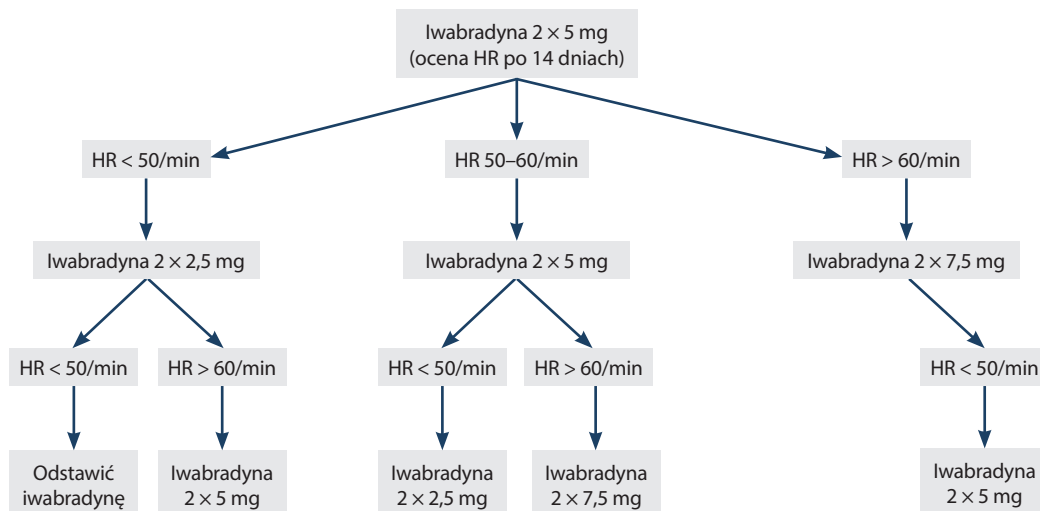 Iwabradyna 2 × 5 mg
(ocena HR po 14 dniach)
HR < 50/min
HR 50–60/min
HR > 60/min
Iwabradyna 2 × 2,5 mg
Iwabradyna 2 × 5 mg
Iwabradyna 2 × 7,5 mg
HR < 50/min
HR > 60/min
HR < 50/min
HR > 60/min
HR < 50/min
Odstawić
iwabradynę
Iwabradyna
2 × 5 mg
Iwabradyna
2 × 2,5 mg
Iwabradyna
2 × 7,5 mg
Iwabradyna
2 × 5 mg